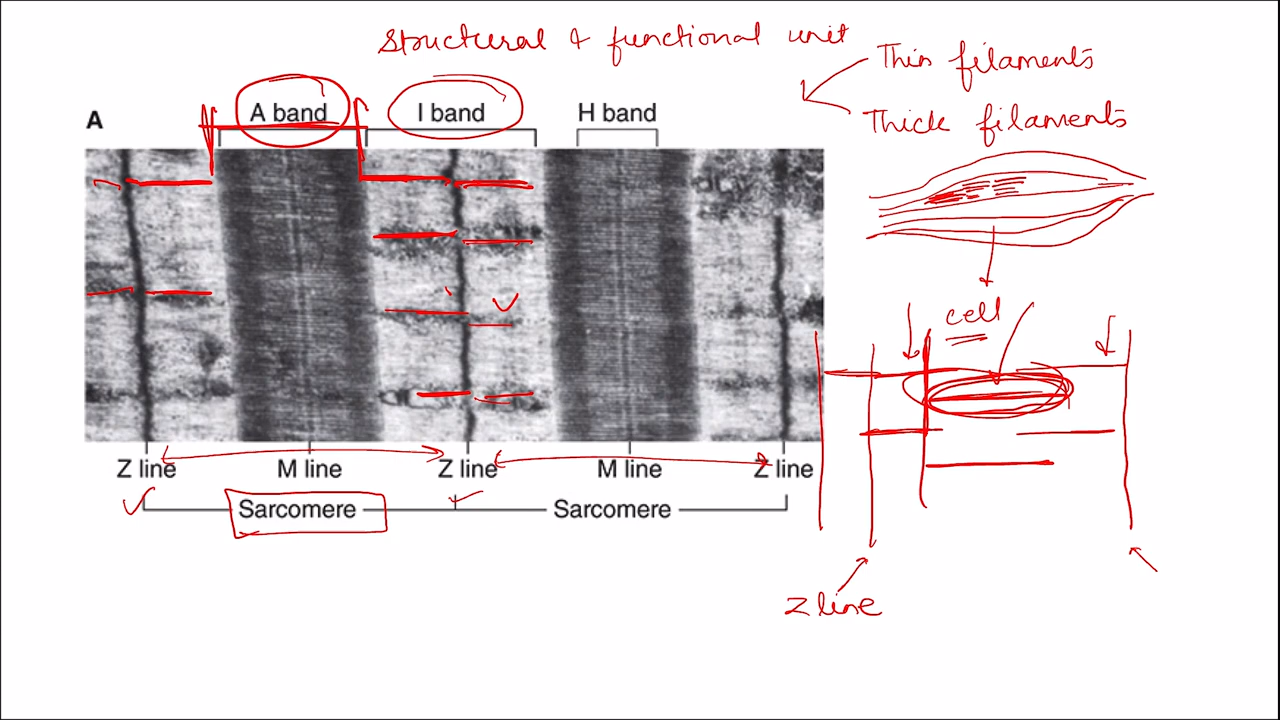 Structural & functional unit
Thin filaments
Thick filaments
A
A band
I band
H band
cell
Z line
M line
Z line
M line
Z line
Sarcomere
Sarcomere
Z line